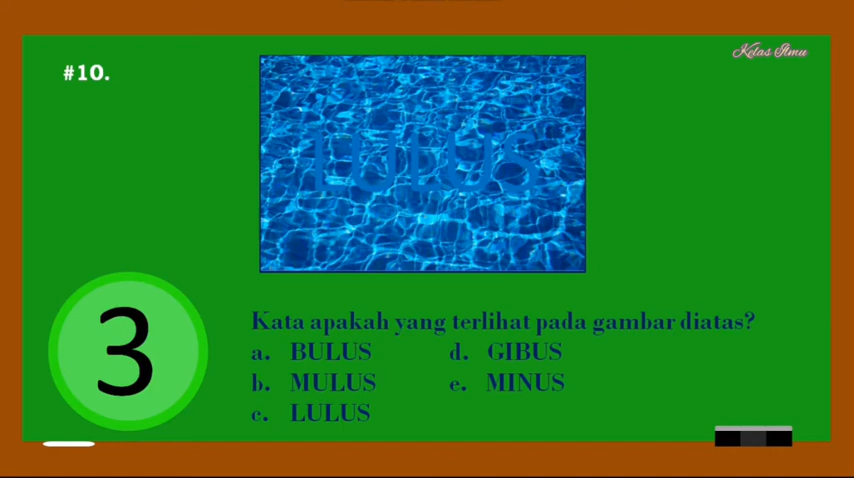 Kelas Ilmu
#10.
LULUS
3
Kata apakah yang terlihat pada gambar diatas?
a. BULUS d. GIBUS
b. MULUS e. MINUS
c. LULUS